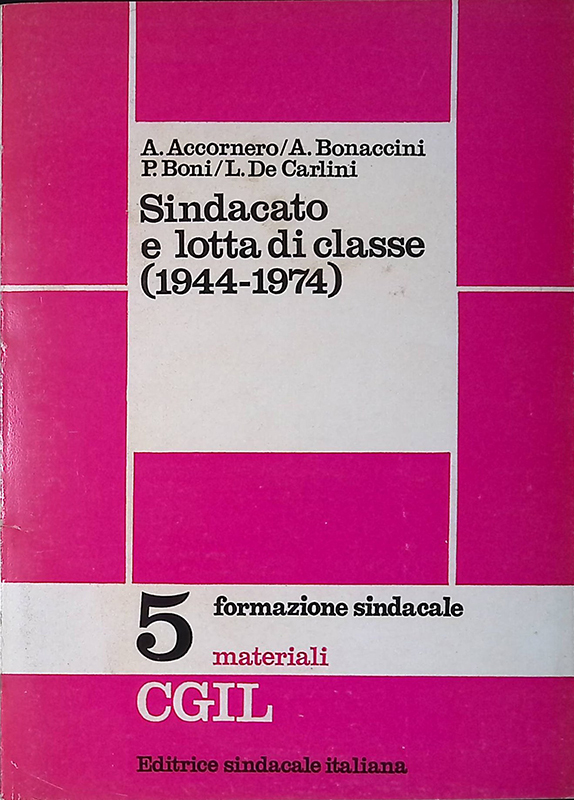 A. Accornero/A. Bonaccini
P. Boni/L. De Carlini
Sindacato
e lotta di classe
(1944-1974)
5
formazione sindacale
materiali
CGIL
Editrice sindacale italiana